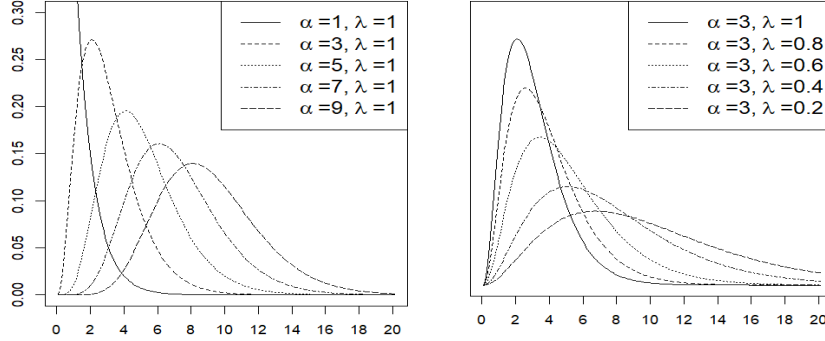 α =1, λ =1
α =3, λ =1
α =5, λ =1
α =7, λ =1
α =9, λ =1
0.00 0.05 0.10 0.15 0.20 0.25 0.30
0 2 4 6 8 10 12 14 16 18 20
α =3, λ =1
α =3, λ =0.8
α =3, λ =0.6
α =3, λ =0.4
α =3, λ =0.2
0 2 4 6 8 10 12 14 16 18 20